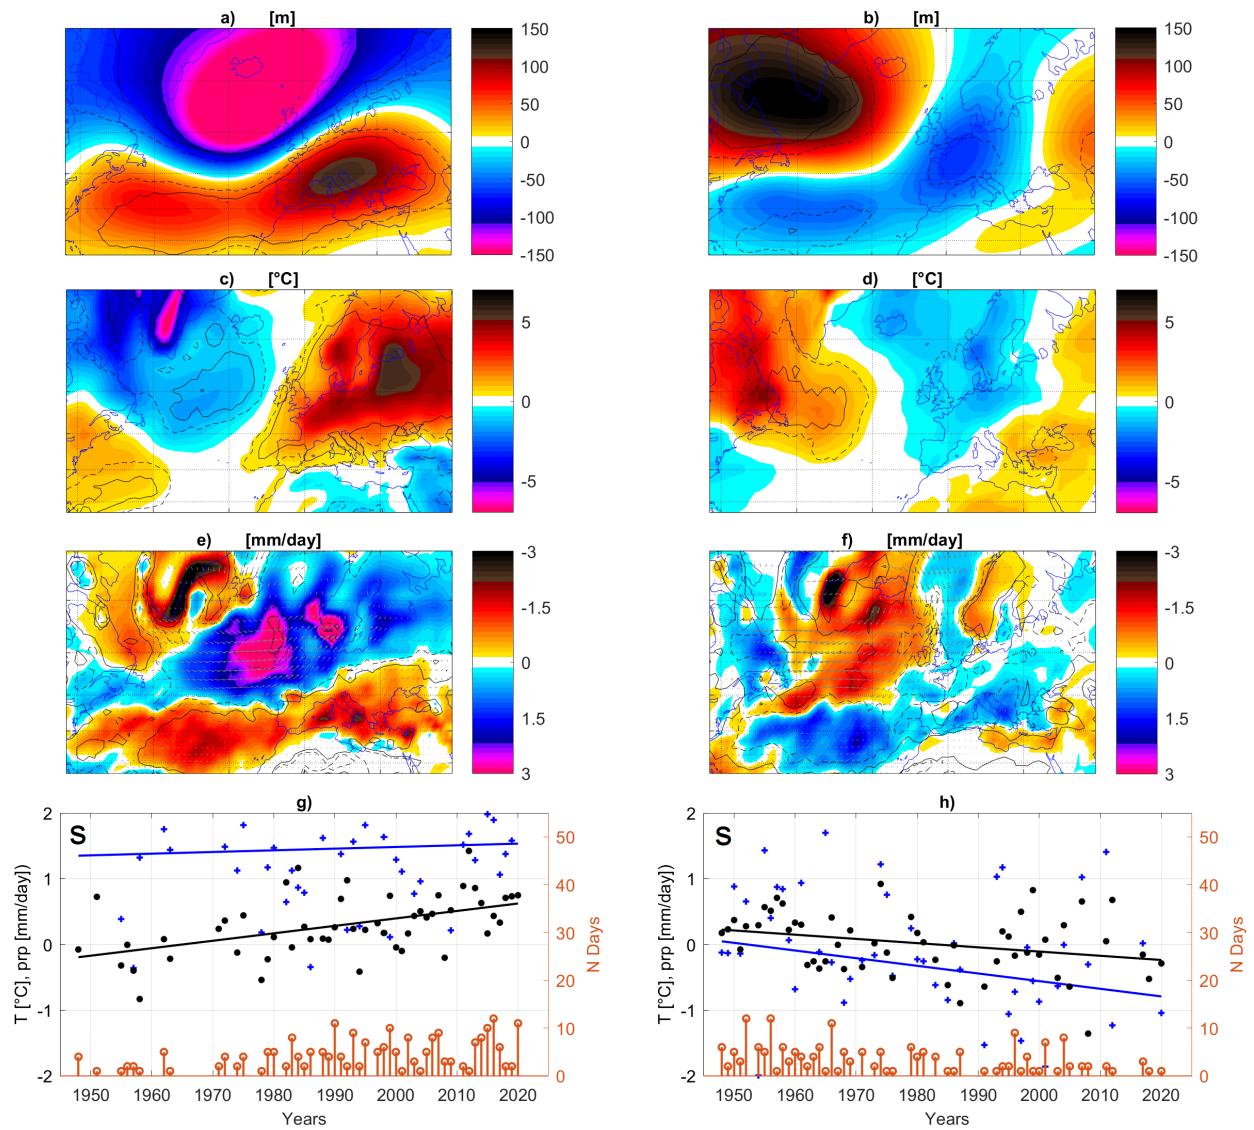 a) [m]
150
100
50
0
-50
-100
-150
b) [m]
150
100
50
0
-50
-100
-150
c) [°C]
5
0
-5
d) [°C]
5
0
-5
e) [mm/day]
-3
-1.5
0
1.5
3
f) [mm/day]
-3
-1.5
0
1.5
3
g)
S
T [°C], prp [mm/day])
2
1
0
-1
-2
50
40
30
20
10
0
N Days
1950 1960 1970 1980 1990 2000 2010 2020
Years
h)
S
T [°C], prp [mm/day])
2
1
0
-1
-2
50
40
30
20
10
0
N Days
1950 1960 1970 1980 1990 2000 2010 2020
Years